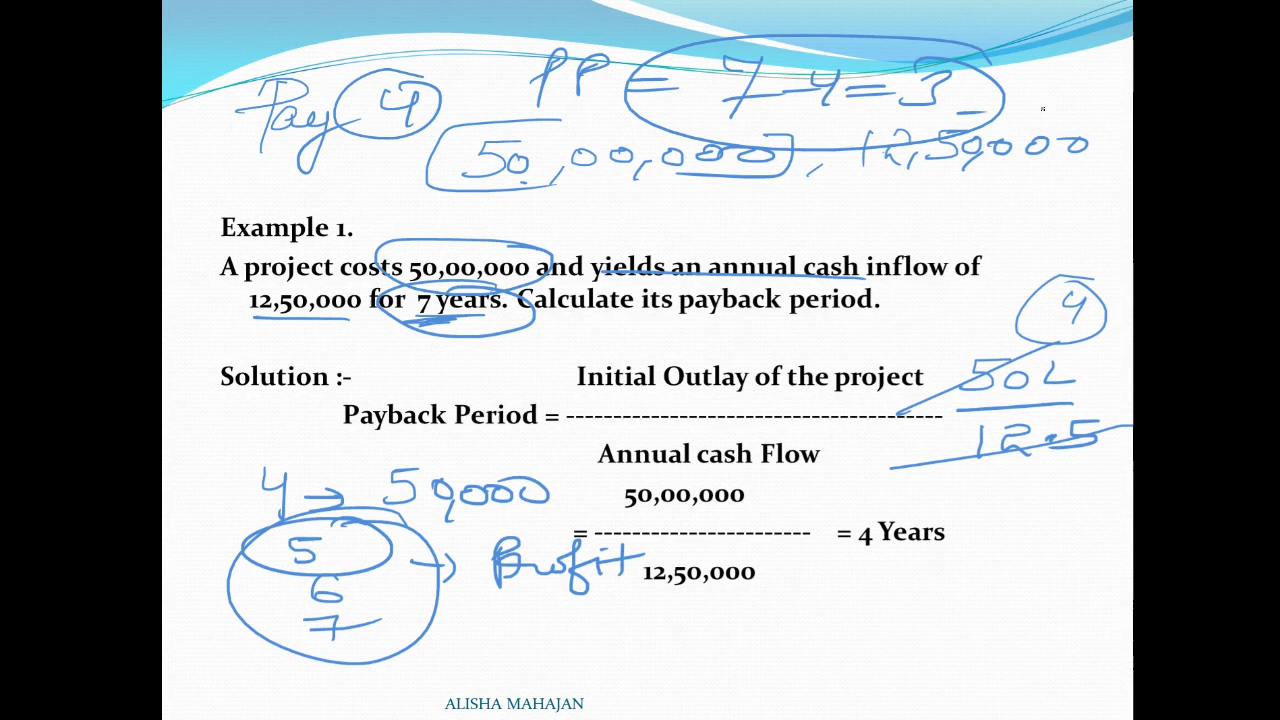 PP = 7-4=3
Pay 4
50,00,000, 12,50000
Example 1.
A project costs 50,00,000 and yields an annual cash inflow of
12,50,000 for 7 years. Calculate its payback period.
4
Solution :- Initial Outlay of the project
50L
Payback Period = ----------------------------------------
12.5
Annual cash Flow
4 → 50,000
50,00,000
= ----------------------- = 4 Years
5 → Profit
12,50,000
6
7
ALISHA MAHAJAN